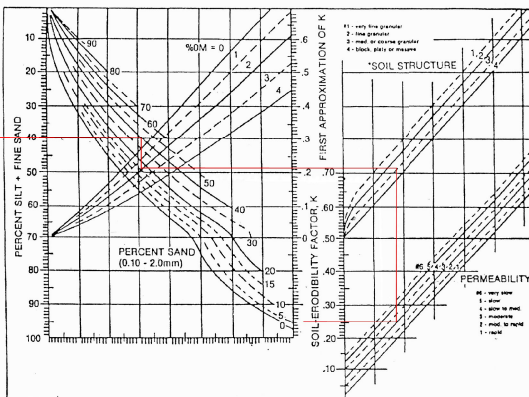 %OM = 0
1
2
3
4
90
80
70
60
50
40
30
20
15
10
5
0
10
20
30
40
50
60
70
80
90
100
PERCENT SILT + FINE SAND
PERCENT SAND
(0.10 - 2.0mm)
FIRST APPROXIMATION OF K
.6
.5
.4
.3
.2
.1
0
#1 - very fine granular
2 - fine granular
3 - med. or coarse granular
4 - block, platy or massive
*SOIL STRUCTURE
1, 2, 3, 4
SOIL-ERODIBILITY FACTOR, K
.70
.60
.50
.40
.30
.20
.10
#6 5 4 3 2 1
PERMEABILITY
#6 - very slow
5 - slow
4 - slow to mod.
3 - moderate
2 - mod. to rapid
1 - rapid